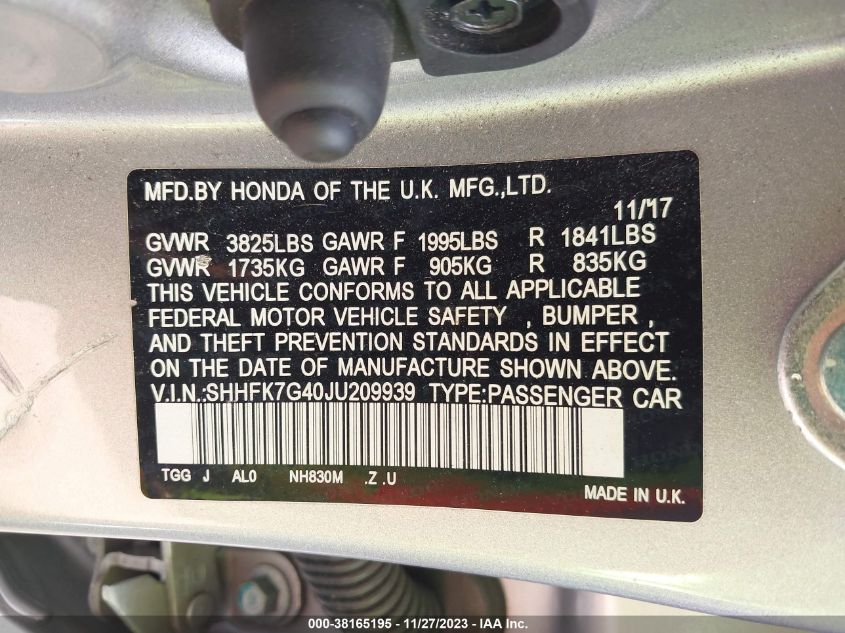 MFD.BY HONDA OF THE U.K. MFG.,LTD.
11/17
GVWR 3825LBS GAWR F 1995LBS R 1841LBS
GVWR 1735KG GAWR F 905KG R 835KG
THIS VEHICLE CONFORMS TO ALL APPLICABLE
FEDERAL MOTOR VEHICLE SAFETY , BUMPER ,
AND THEFT PREVENTION STANDARDS IN EFFECT
ON THE DATE OF MANUFACTURE SHOWN ABOVE.
V.I.N.:SHHFK7G40JU209939 TYPE:PASSENGER CAR
TGG J AL0 NH830M .Z .U
MADE IN U.K.
000-38165195 - 11/27/2023 - IAA Inc.